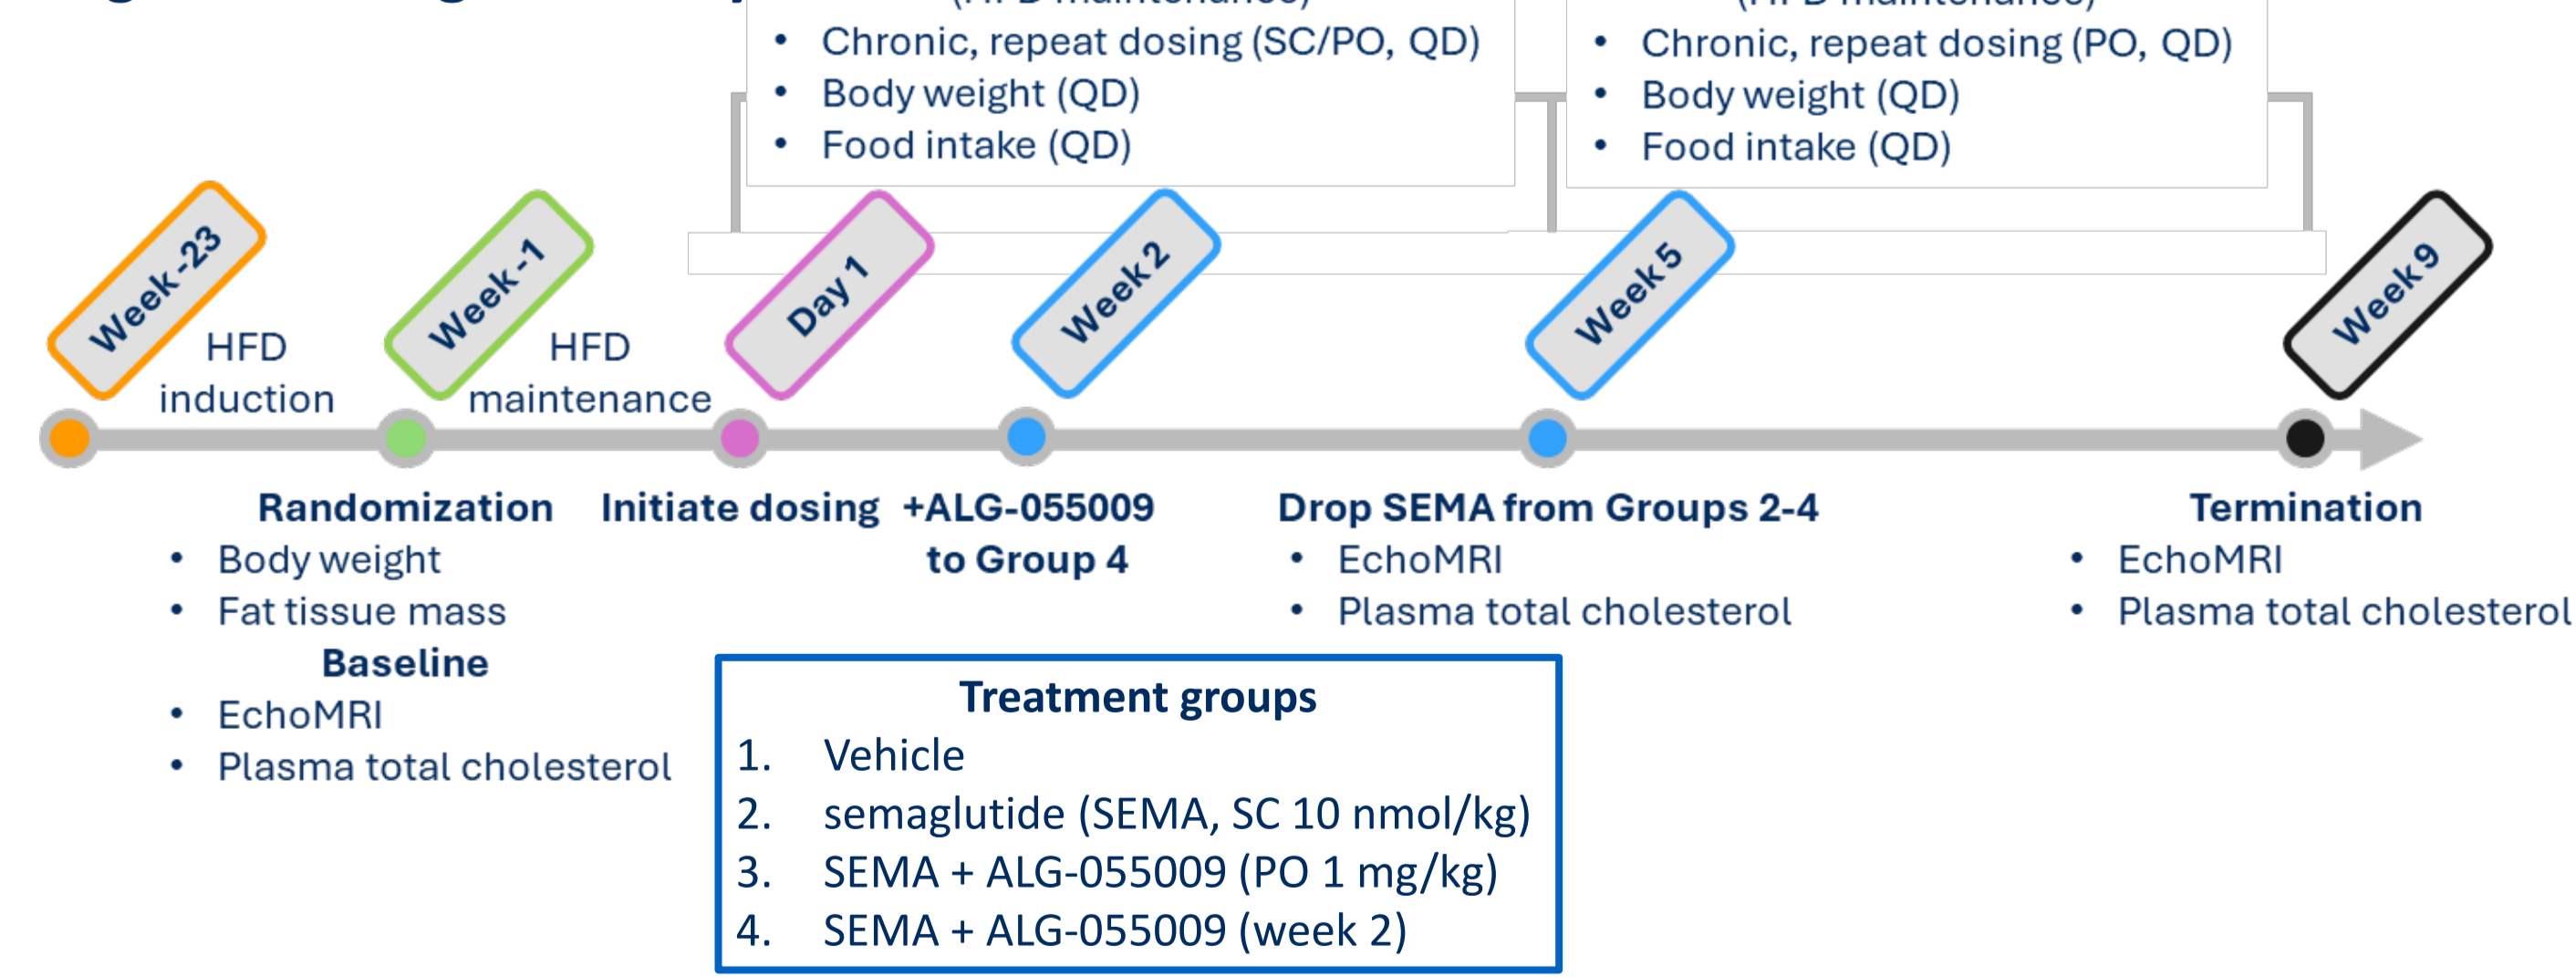 (HFD maintenance)
• Chronic, repeat dosing (SC/PO, QD)
• Body weight (QD)
• Food intake (QD)
(HFD maintenance)
• Chronic, repeat dosing (PO, QD)
• Body weight (QD)
• Food intake (QD)
Week -23
HFD
induction
Week -1
HFD
maintenance
Day 1
Week 2
Week 5
Week 9
Randomization
• Body weight
• Fat tissue mass
Baseline
• EchoMRI
• Plasma total cholesterol
Initiate dosing
+ALG-055009
to Group 4
Drop SEMA from Groups 2-4
• EchoMRI
• Plasma total cholesterol
Termination
• EchoMRI
• Plasma total cholesterol
Treatment groups
1. Vehicle
2. semaglutide (SEMA, SC 10 nmol/kg)
3. SEMA + ALG-055009 (PO 1 mg/kg)
4. SEMA + ALG-055009 (week 2)